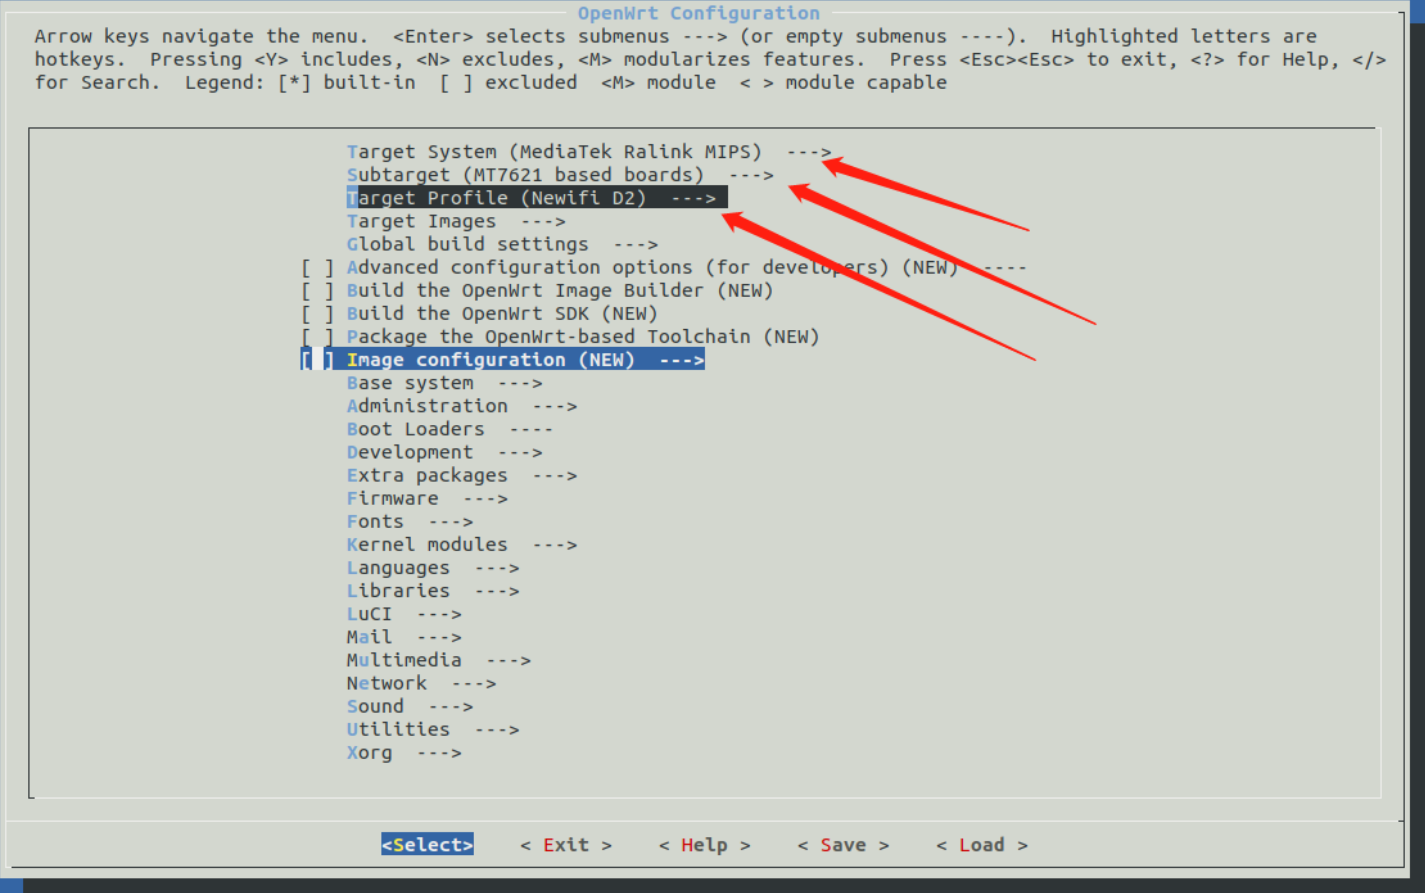 OpenWrt Configuration
Arrow keys navigate the menu.  <Enter> selects submenus ---> (or empty submenus ----).  Highlighted letters are
hotkeys.  Pressing <Y> includes, <N> excludes, <M> modularizes features.  Press <Esc><Esc> to exit, <?> for Help, </>
for Search.  Legend: [*] built-in  [ ] excluded  <M> module  < > module capable
Target System (MediaTek Ralink MIPS)  --->
Subtarget (MT7621 based boards)  --->
Target Profile (Newifi D2)  --->
Target Images  --->
Global build settings  --->
[ ] Advanced configuration options (for developers) (NEW)  ----
[ ] Build the OpenWrt Image Builder (NEW)
[ ] Build the OpenWrt SDK (NEW)
[ ] Package the OpenWrt-based Toolchain (NEW)
[ ] Image configuration (NEW)  --->
Base system  --->
Administration  --->
Boot Loaders  ----
Development  --->
Extra packages  --->
Firmware  --->
Fonts  --->
Kernel modules  --->
Languages  --->
Libraries  --->
LuCI  --->
Mail  --->
Multimedia  --->
Network  --->
Sound  --->
Utilities  --->
Xorg  --->
<Select>    < Exit >    < Help >    < Save >    < Load >